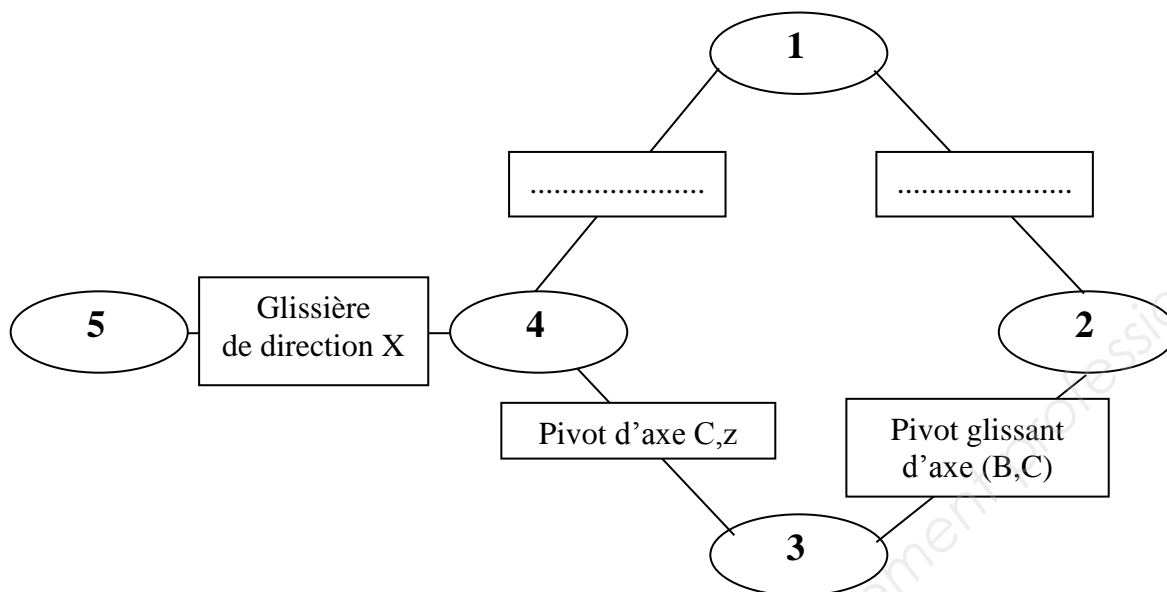 1
...................... ......................
5
Glissière
de direction X
4
2
Pivot d'axe C,z
Pivot glissant
d'axe (B,C)
3